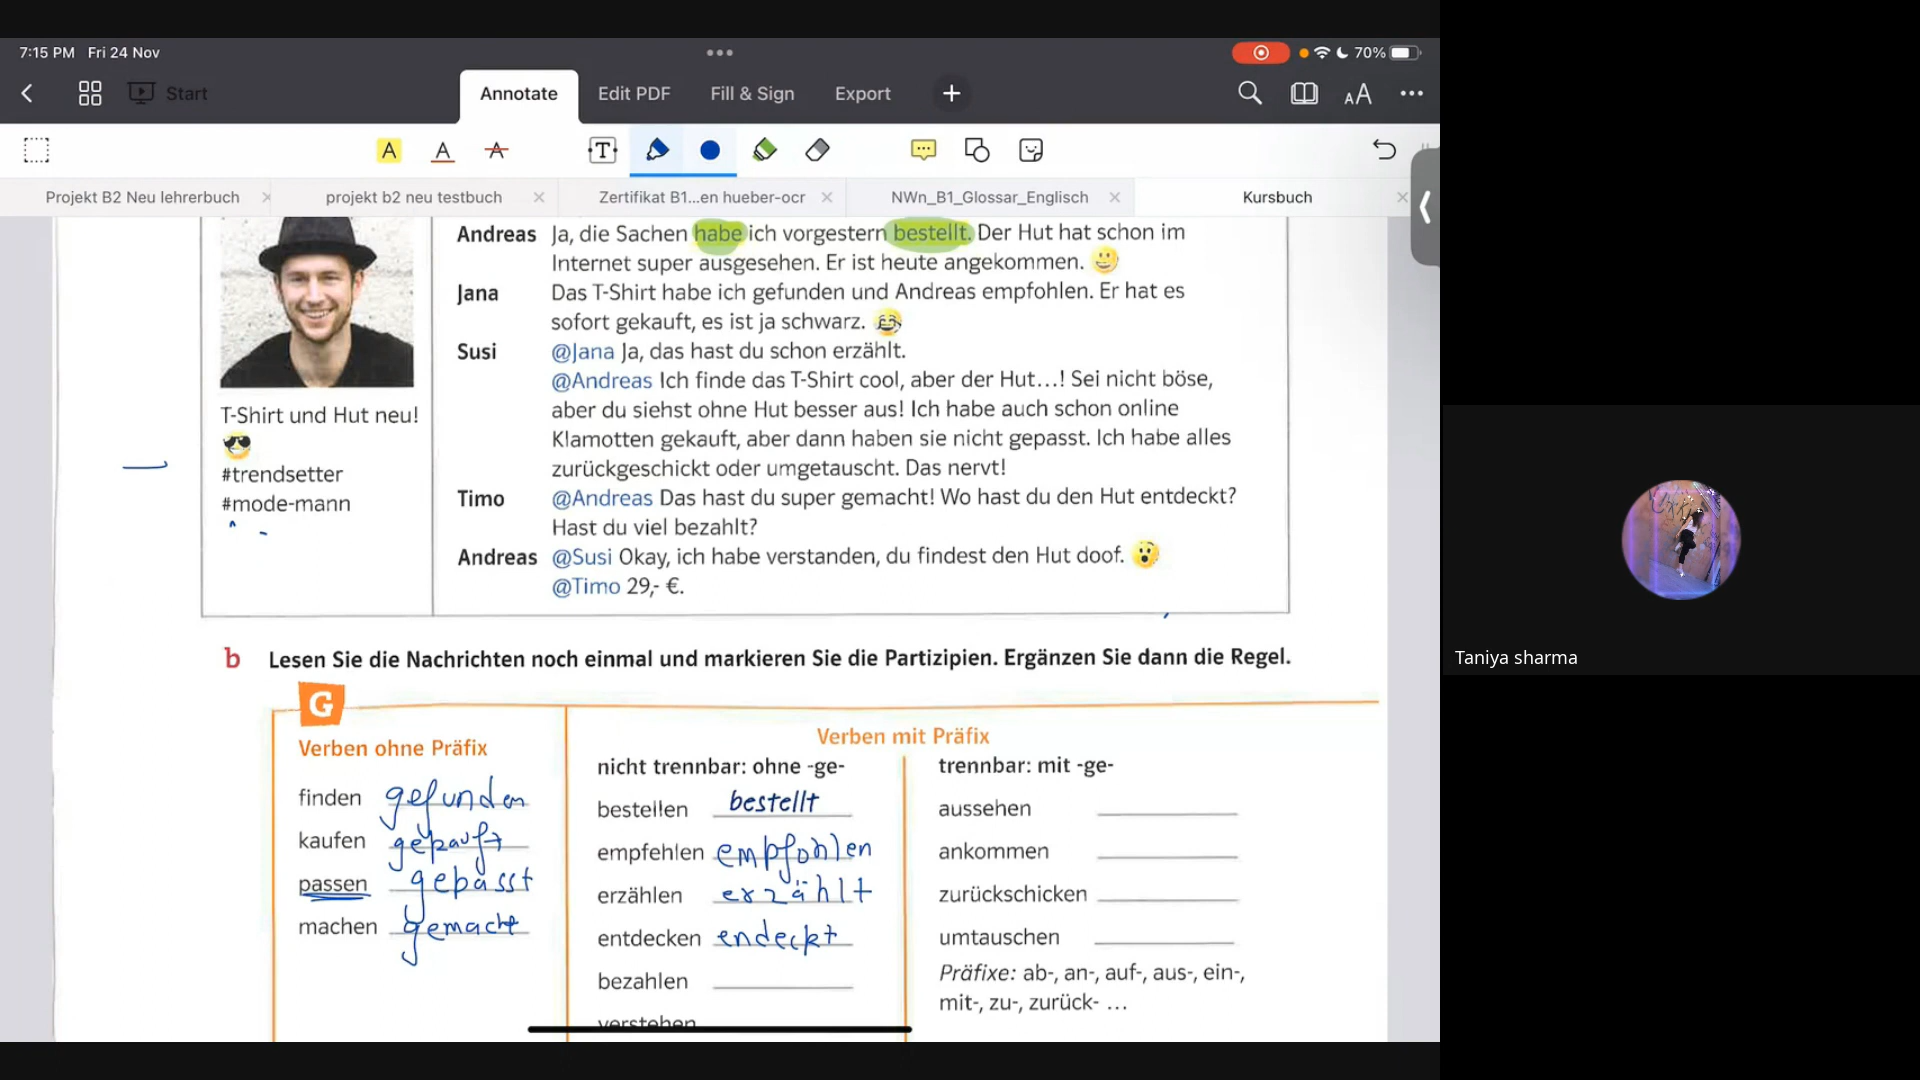 7:15 PM Fri 24 Nov
70%
Start
Annotate
Edit PDF
Fill & Sign
Export
Projekt B2 Neu lehrerbuch
projekt b2 neu testbuch
Zertifikat B1...en hueber-ocr
NWn_B1_Glossar_Englisch
Kursbuch
Andreas Ja, die Sachen habe ich vorgestern bestellt. Der Hut hat schon im
Internet super ausgesehen. Er ist heute angekommen.
Jana Das T-Shirt habe ich gefunden und Andreas empfohlen. Er hat es
sofort gekauft, es ist ja schwarz.
Susi @Jana Ja, das hast du schon erzählt.
@Andreas Ich finde das T-Shirt cool, aber der Hut…! Sei nicht böse,
aber du siehst ohne Hut besser aus! Ich habe auch schon online
Klamotten gekauft, aber dann haben sie nicht gepasst. Ich habe alles
zurückgeschickt oder umgetauscht. Das nervt!
Timo @Andreas Das hast du super gemacht! Wo hast du den Hut entdeckt?
Hast du viel bezahlt?
Andreas @Susi Okay, ich habe verstanden, du findest den Hut doof.
@Timo 29,- €.
T-Shirt und Hut neu!
#trendsetter
#mode-mann
b Lesen Sie die Nachrichten noch einmal und markieren Sie die Partizipien. Ergänzen Sie dann die Regel.
G
Verben ohne Präfix
finden gefunden
kaufen gekauft
passen gepasst
machen gemacht
Verben mit Präfix
nicht trennbar: ohne -ge-
bestellen bestellt
empfehlen empfohlen
erzählen erzählt
entdecken endeckt
bezahlen
verstehen
trennbar: mit -ge-
aussehen
ankommen
zurückschicken
umtauschen
Präfixe: ab-, an-, auf-, aus-, ein-,
mit-, zu-, zurück- …
Taniya sharma